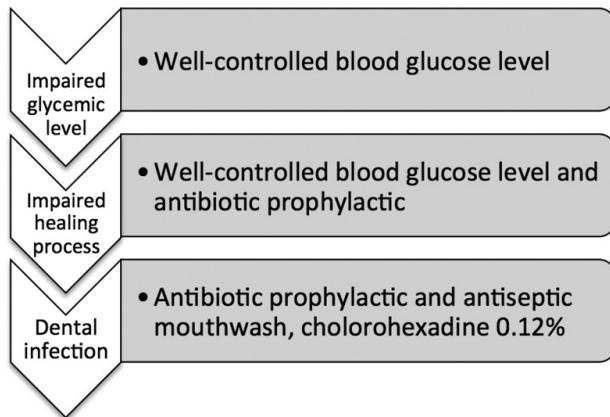 Impaired
glycemic
level
• Well-controlled blood glucose level
Impaired
healing
process
• Well-controlled blood glucose level and
antibiotic prophylactic
Dental
infection
• Antibiotic prophylactic and antiseptic
mouthwash, cholorohexadine 0.12%